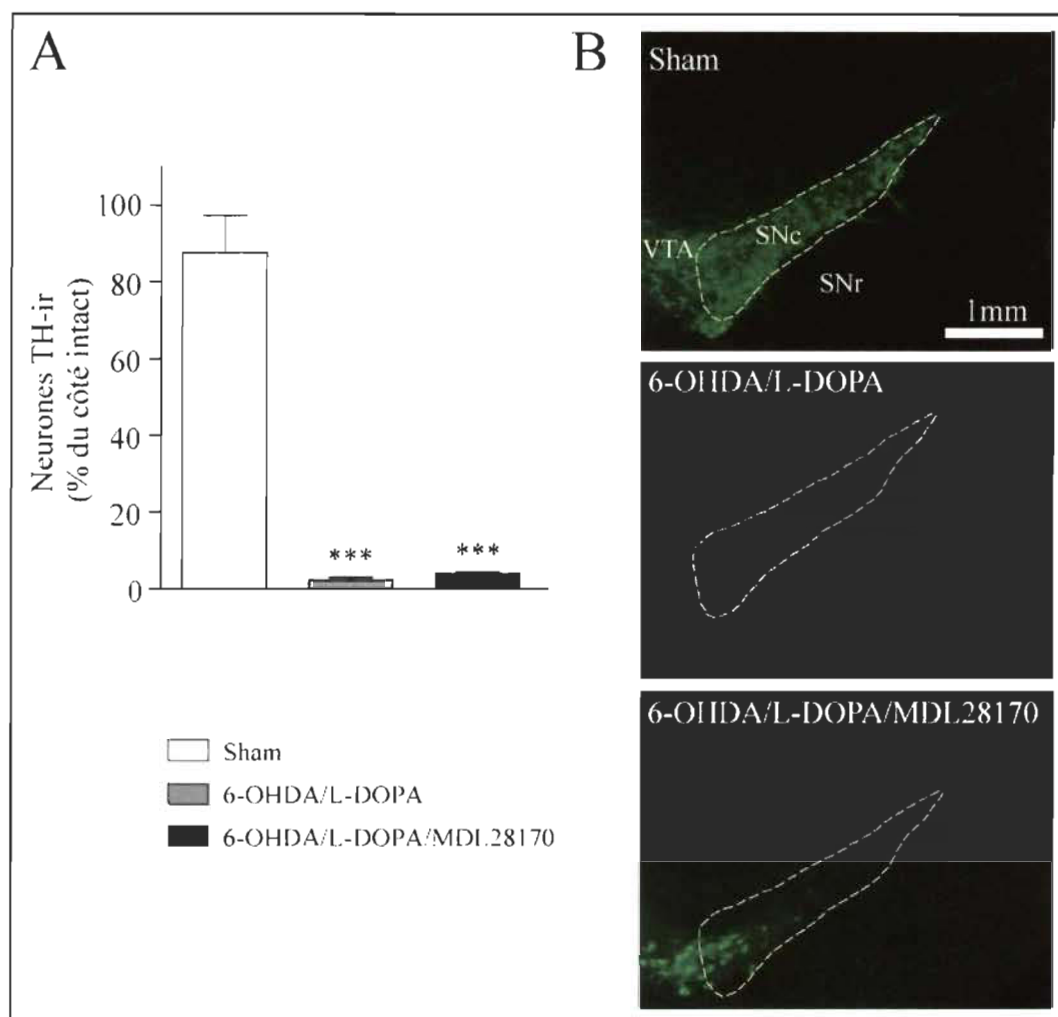 A
100
80
60
40
20
0
Neurones TH-ir
(% du côté intact)
***
***
Sham
6-OHDA/L-DOPA
6-OHDA/L-DOPA/MDL28170
B
Sham
VTA
SNc
SNr
1mm
6-OHDA/L-DOPA
6-OHDA/L-DOPA/MDL28170